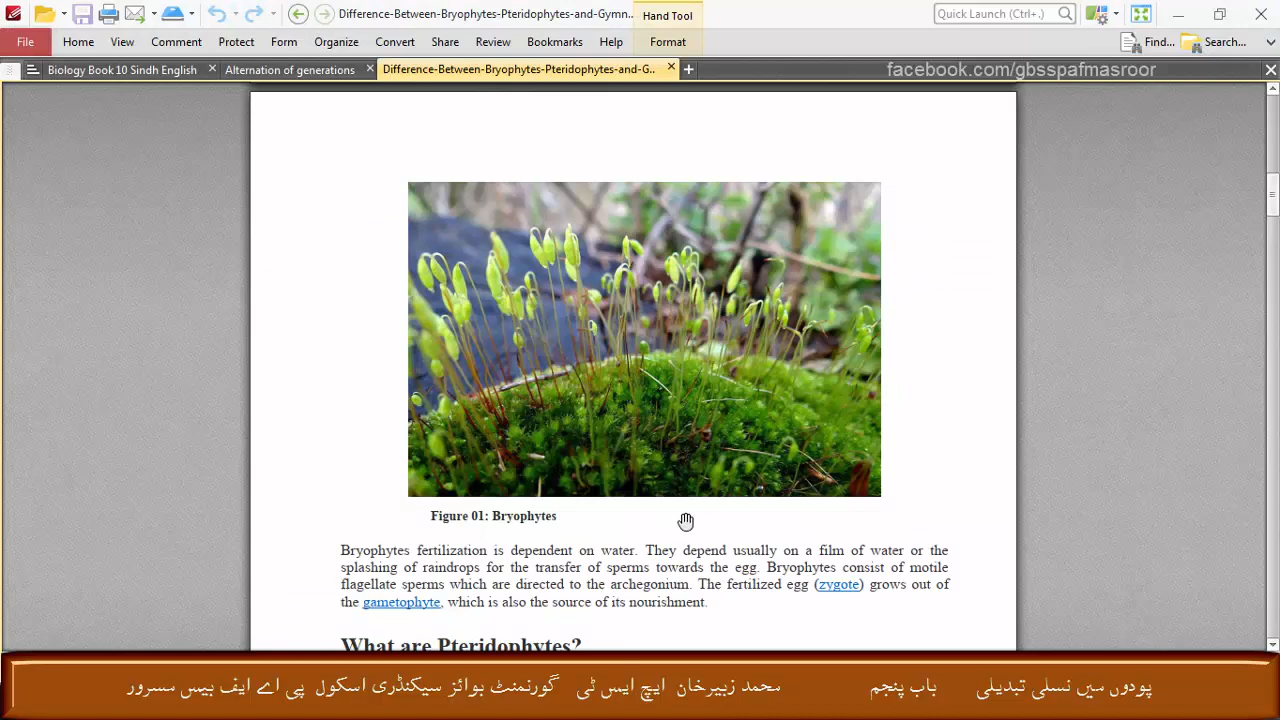 Difference-Between-Bryophytes-Pteridophytes-and-Gymn...
Hand Tool
Quick Launch (Ctrl+.)
File Home View Comment Protect Form Organize Convert Share Review Bookmarks Help Format Find... Search...
Biology Book 10 Sindh English Alternation of generations Difference-Between-Bryophytes-Pteridophytes-and-G..
facebook.com/gbsspafmasroor
Figure 01: Bryophytes
Bryophytes fertilization is dependent on water. They depend usually on a film of water or the
splashing of raindrops for the transfer of sperms towards the egg. Bryophytes consist of motile
flagellate sperms which are directed to the archegonium. The fertilized egg (zygote) grows out of
the gametophyte, which is also the source of its nourishment.
What are Pteridophytes?
پودوں میں نسلی تبدیلی باب پنجم محمد زبیرخان ایچ ایس ٹی گورنمنٹ بوائز سیکنڈری اسکول پی اے ایف بیس مسرور